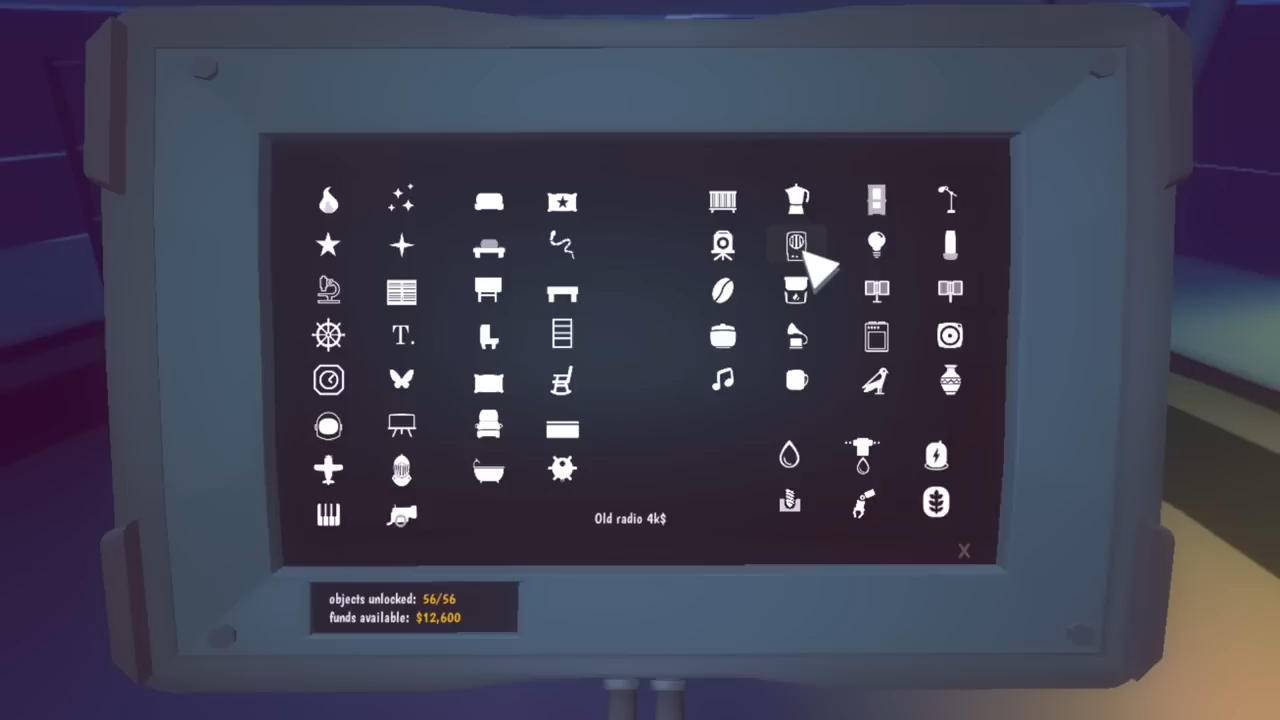 T.
Old radio 4k$
X
objects unlocked: 56/56
funds available: $12,600